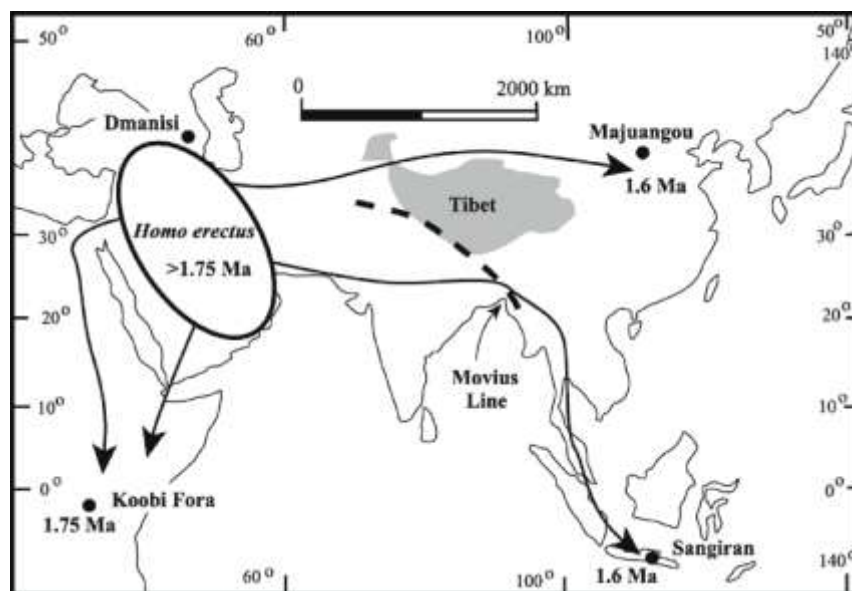 50° 60° 100° 50°
140°
0 2000 km
Dmanisi
Majuangou
1.6 Ma
Tibet
Homo erectus
>1.75 Ma
30° 30°
20° 20°
Movius
Line
10° 10°
0° 0°
Koobi Fora
1.75 Ma
Sangiran
1.6 Ma
60° 100° 140°